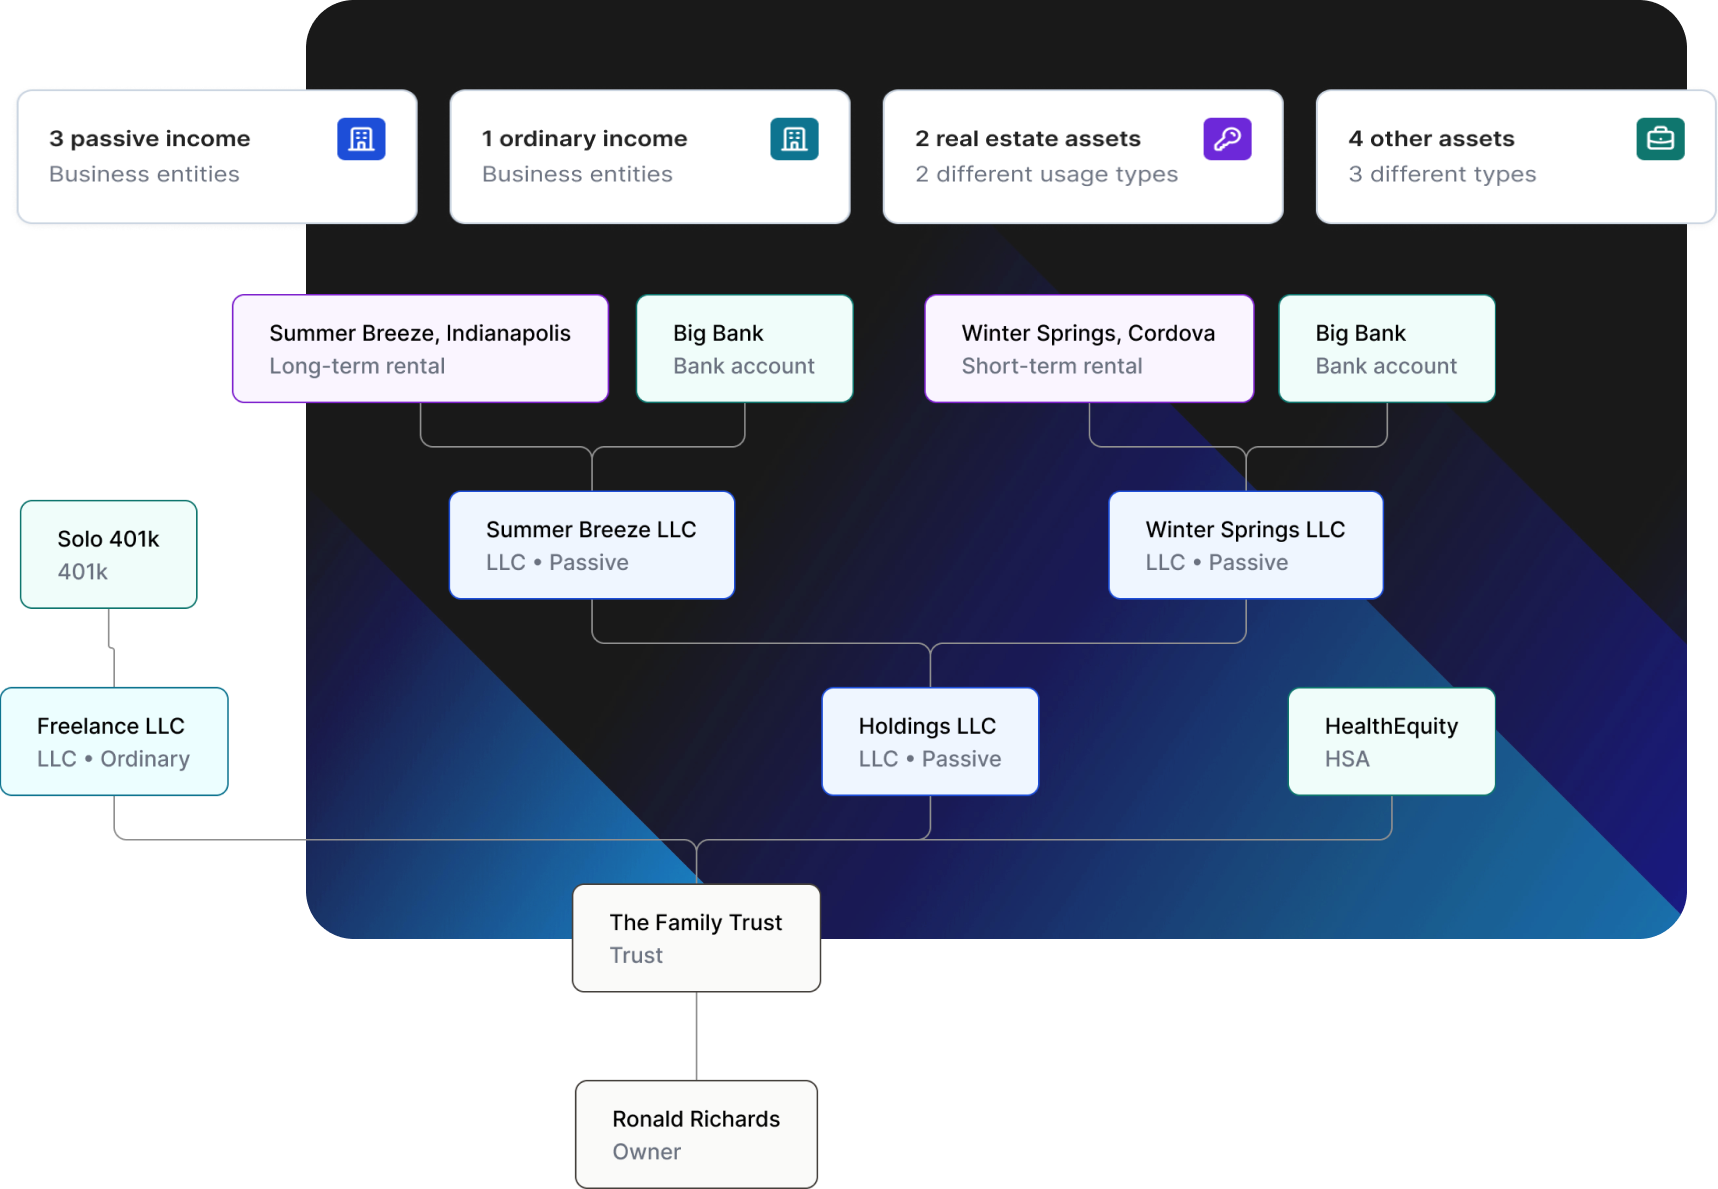 3 passive income
Business entities
1 ordinary income
Business entities
2 real estate assets
2 different usage types
4 other assets
3 different types
Summer Breeze, Indianapolis
Long-term rental
Big Bank
Bank account
Winter Springs, Cordova
Short-term rental
Big Bank
Bank account
Solo 401k
401k
Summer Breeze LLC
LLC • Passive
Winter Springs LLC
LLC • Passive
Freelance LLC
LLC • Ordinary
Holdings LLC
LLC • Passive
HealthEquity
HSA
The Family Trust
Trust
Ronald Richards
Owner